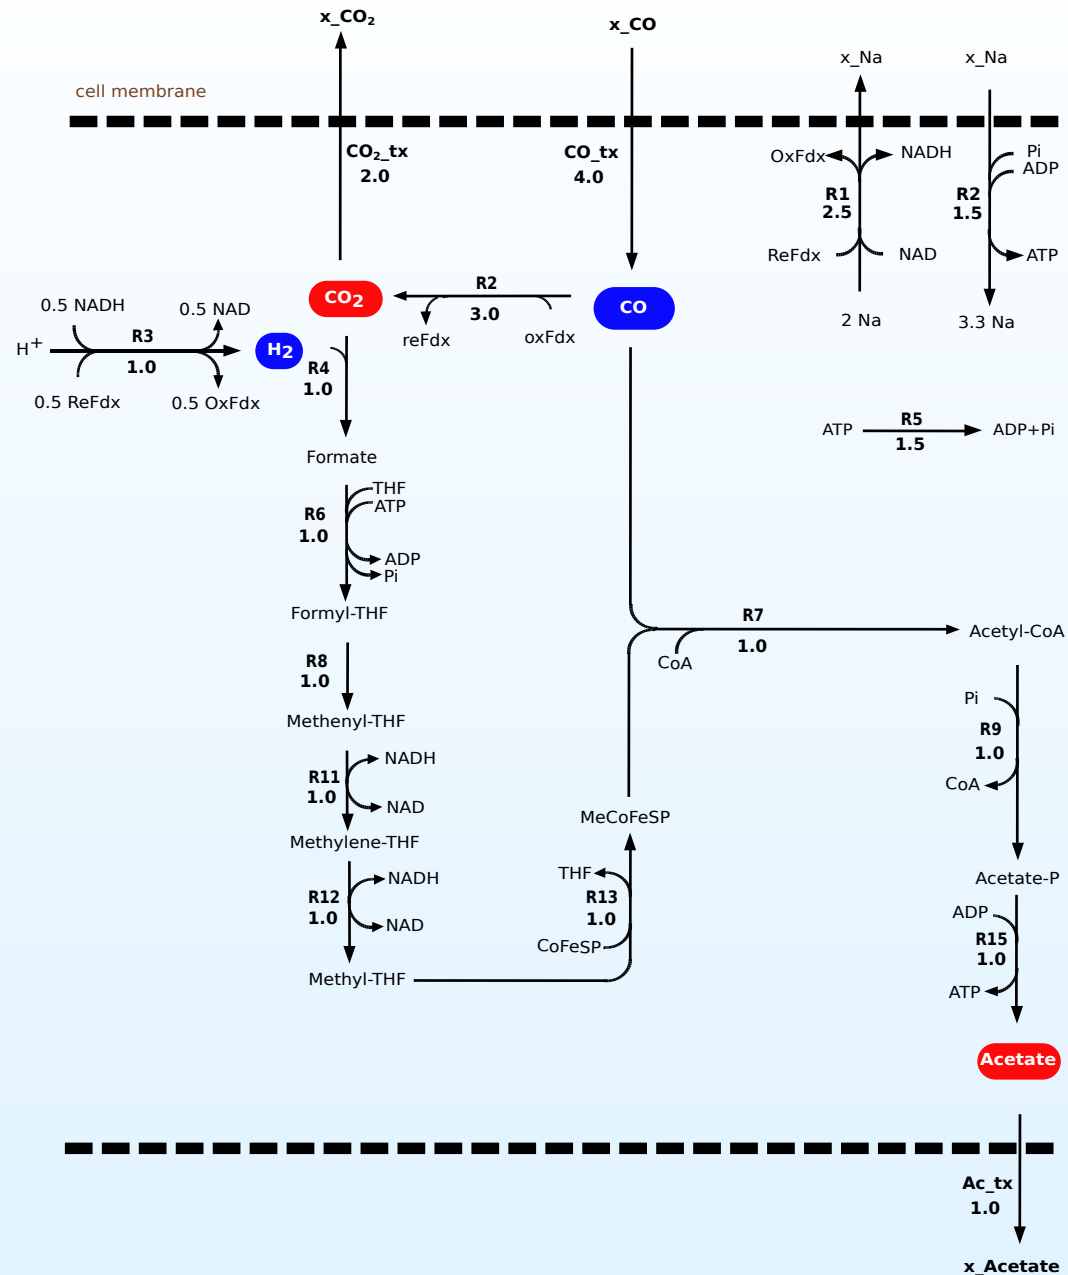 x_CO₂
x_CO
x_Na
x_Na
cell membrane
CO₂_tx
2.0
CO_tx
4.0
OxFdx
NADH
R1
2.5
ReFdx
NAD
2 Na
Pi
ADP
R2
1.5
ATP
3.3 Na
CO₂
R2
3.0
reFdx
oxFdx
CO
0.5 NADH
0.5 NAD
H⁺
R3
1.0
0.5 ReFdx
0.5 OxFdx
H₂
R4
1.0
Formate
ATP
R5
1.5
ADP+Pi
THF
ATP
R6
1.0
ADP
Pi
Formyl-THF
R8
1.0
Methenyl-THF
R11
1.0
NADH
NAD
Methylene-THF
R12
1.0
NADH
NAD
Methyl-THF
THF
R13
1.0
CoFeSP
MeCoFeSP
R7
1.0
CoA
Acetyl-CoA
Pi
R9
1.0
CoA
Acetate-P
ADP
R15
1.0
ATP
Acetate
Ac_tx
1.0
x_Acetate